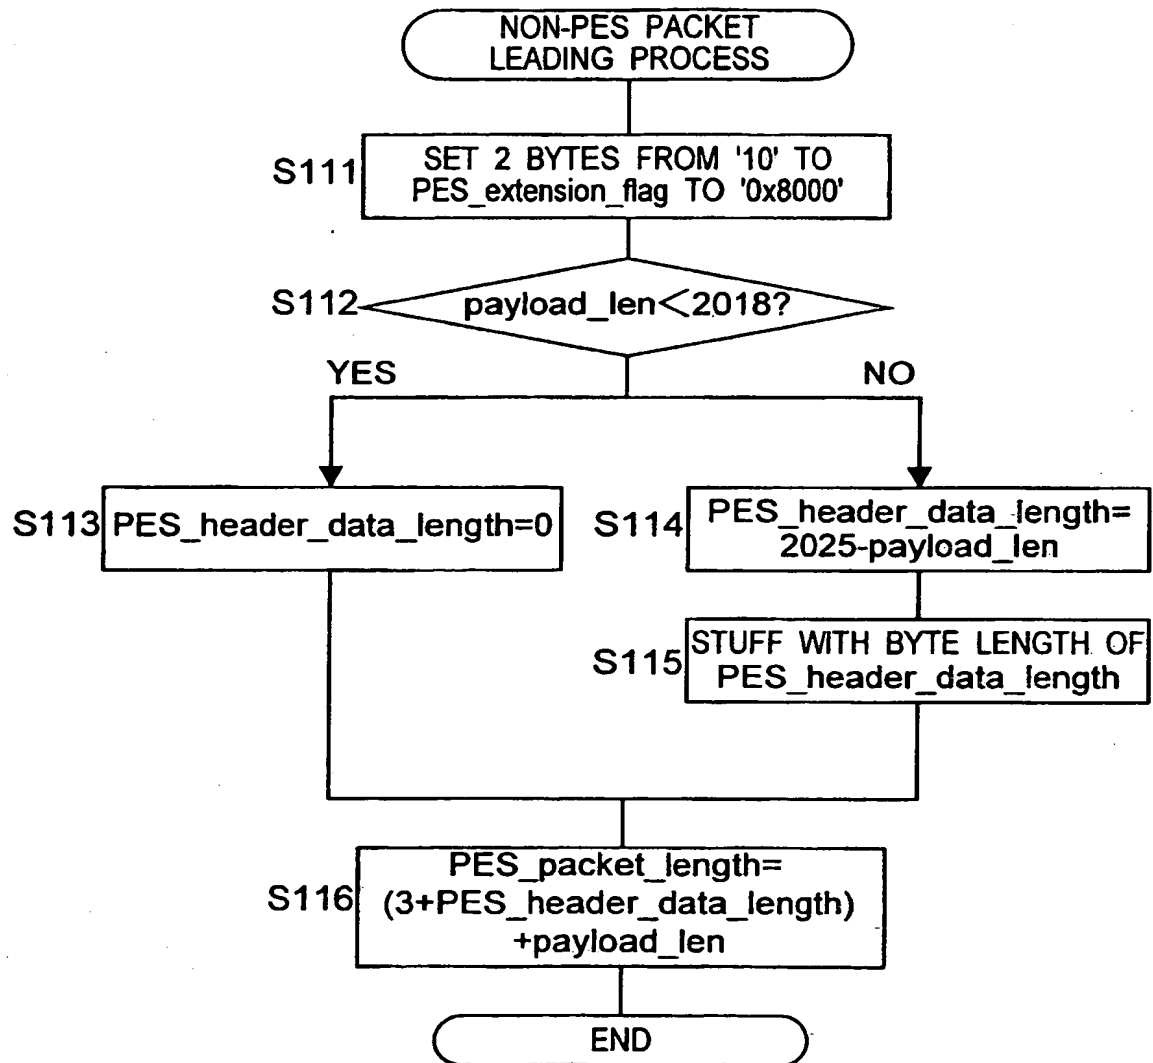 NON-PES PACKET
LEADING PROCESS
S111
SET 2 BYTES FROM '10' TO
PES_extension_flag TO '0x8000'
S112
payload_len<2018?
YES
NO
S113
PES_header_data_length=0
S114
PES_header_data_length=
2025-payload_len
S115
STUFF WITH BYTE LENGTH OF
PES_header_data_length
S116
PES_packet_length=
(3+PES_header_data_length)
+payload_len
END